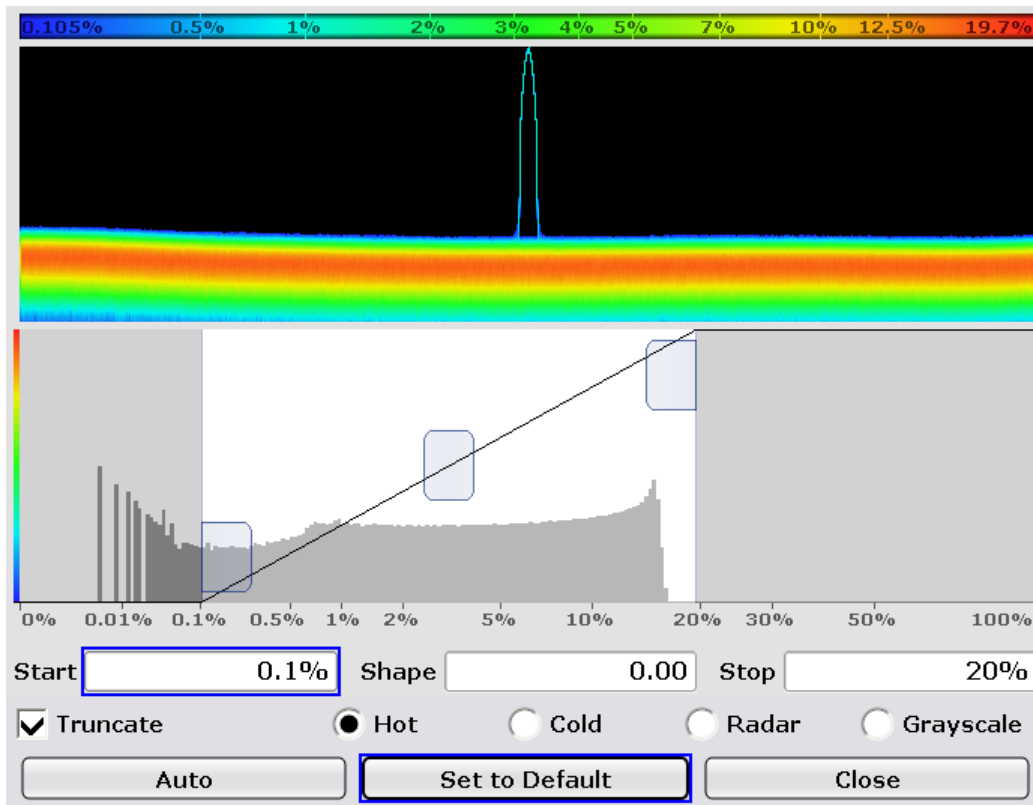 0.105% 0.5% 1% 2% 3% 4% 5% 7% 10% 12.5% 19.7%
0% 0.01% 0.1% 0.5% 1% 2% 5% 10% 20% 30% 50% 100%
Start 0.1% Shape 0.00 Stop 20%
Truncate Hot Cold Radar Grayscale
Auto Set to Default Close